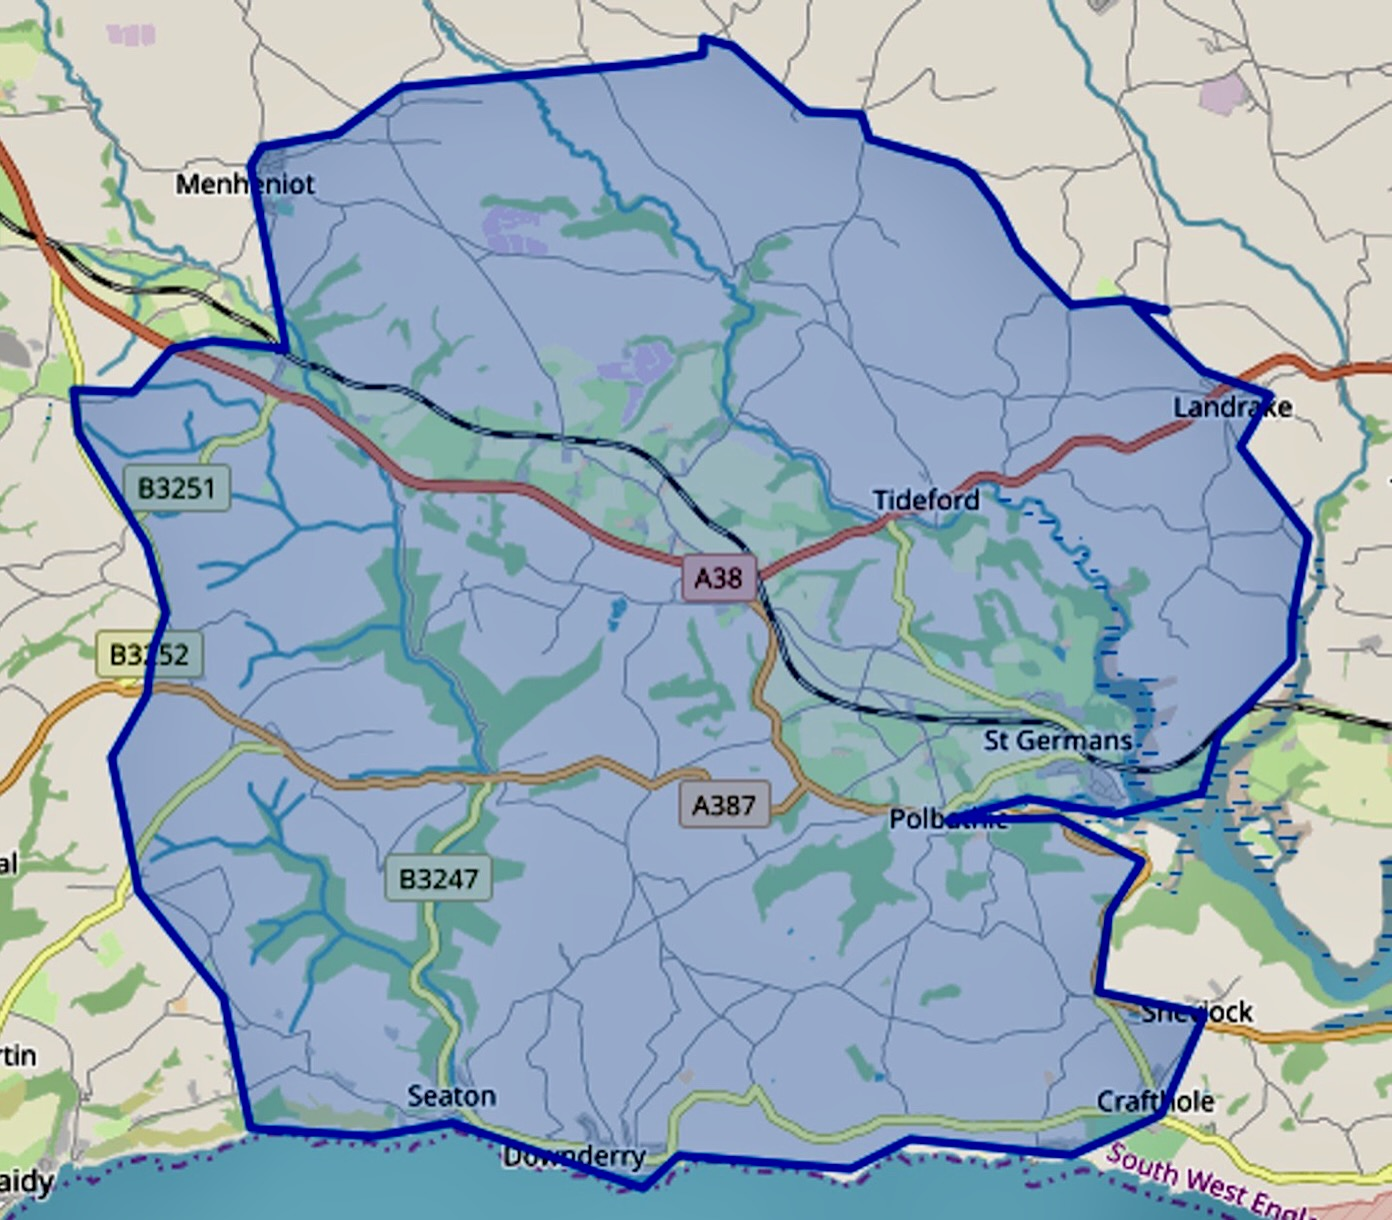 Menheniot
Landrake
B3251
Tideford
A38
B3252
St Germans
A387
Polbathic
al
B3247
Sheviock
rtin
Seaton
Crafthole
Downderry
South West Engla
aidy